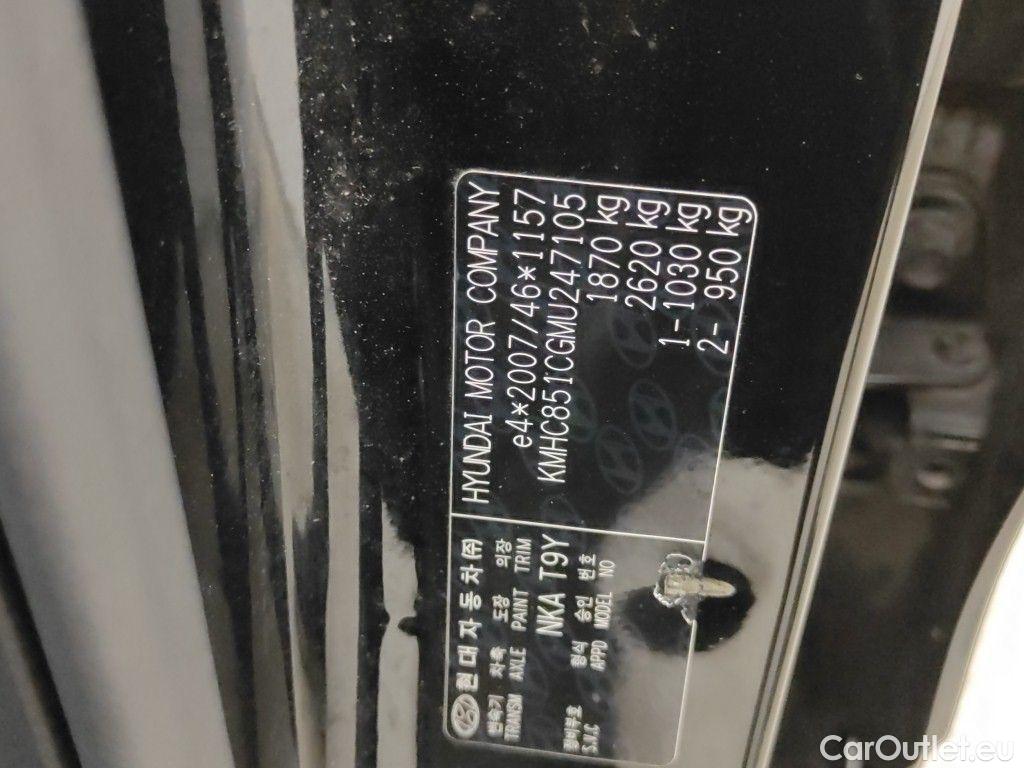 현대자동차(주) HYUNDAI MOTOR COMPANY
변속기 차축 도장 의장 e4*2007/46*1157
TRANSM AXLE PAINT TRIM
NKA T9Y KMHC851CGMU247105
형식 승인 번호 1870 kg
APPD MODEL NO 2620 kg
1- 1030 kg
S.N.C 2- 950 kg
CarOutlet.eu